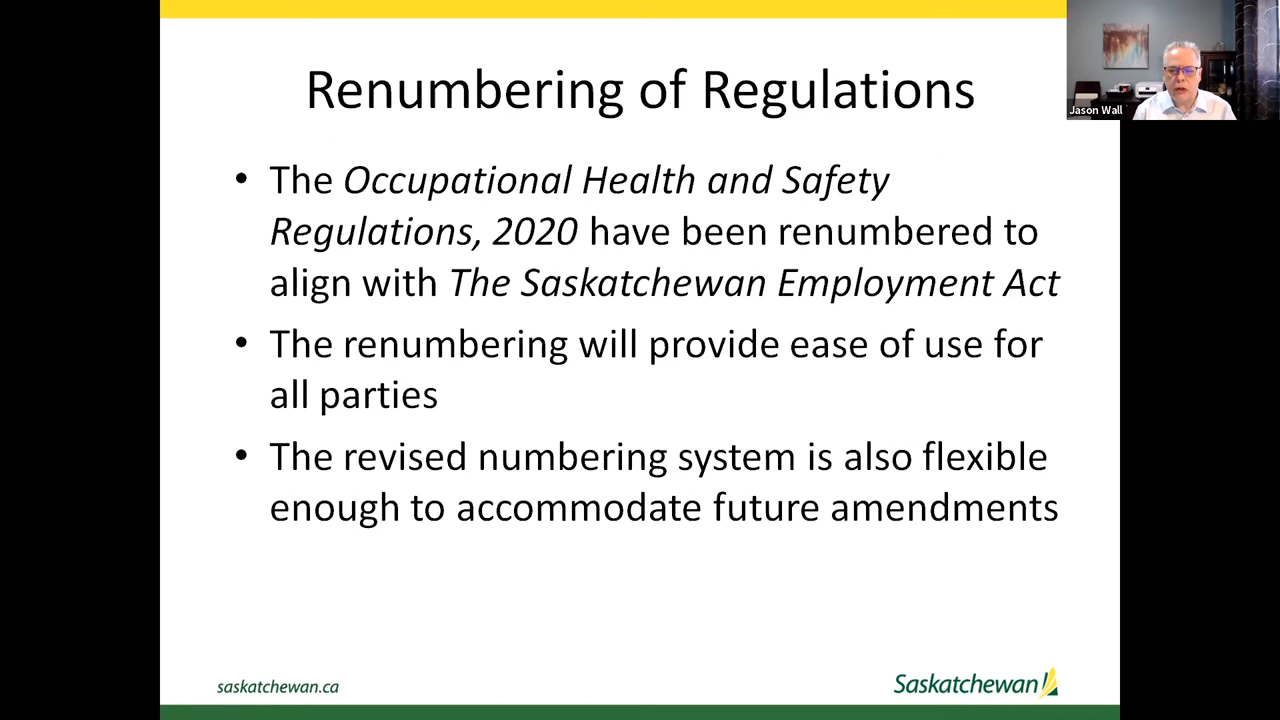 Renumbering of Regulations
Jason Wall
• The Occupational Health and Safety
Regulations, 2020 have been renumbered to
align with The Saskatchewan Employment Act
• The renumbering will provide ease of use for
all parties
• The revised numbering system is also flexible
enough to accommodate future amendments
saskatchewan.ca
Saskatchewan